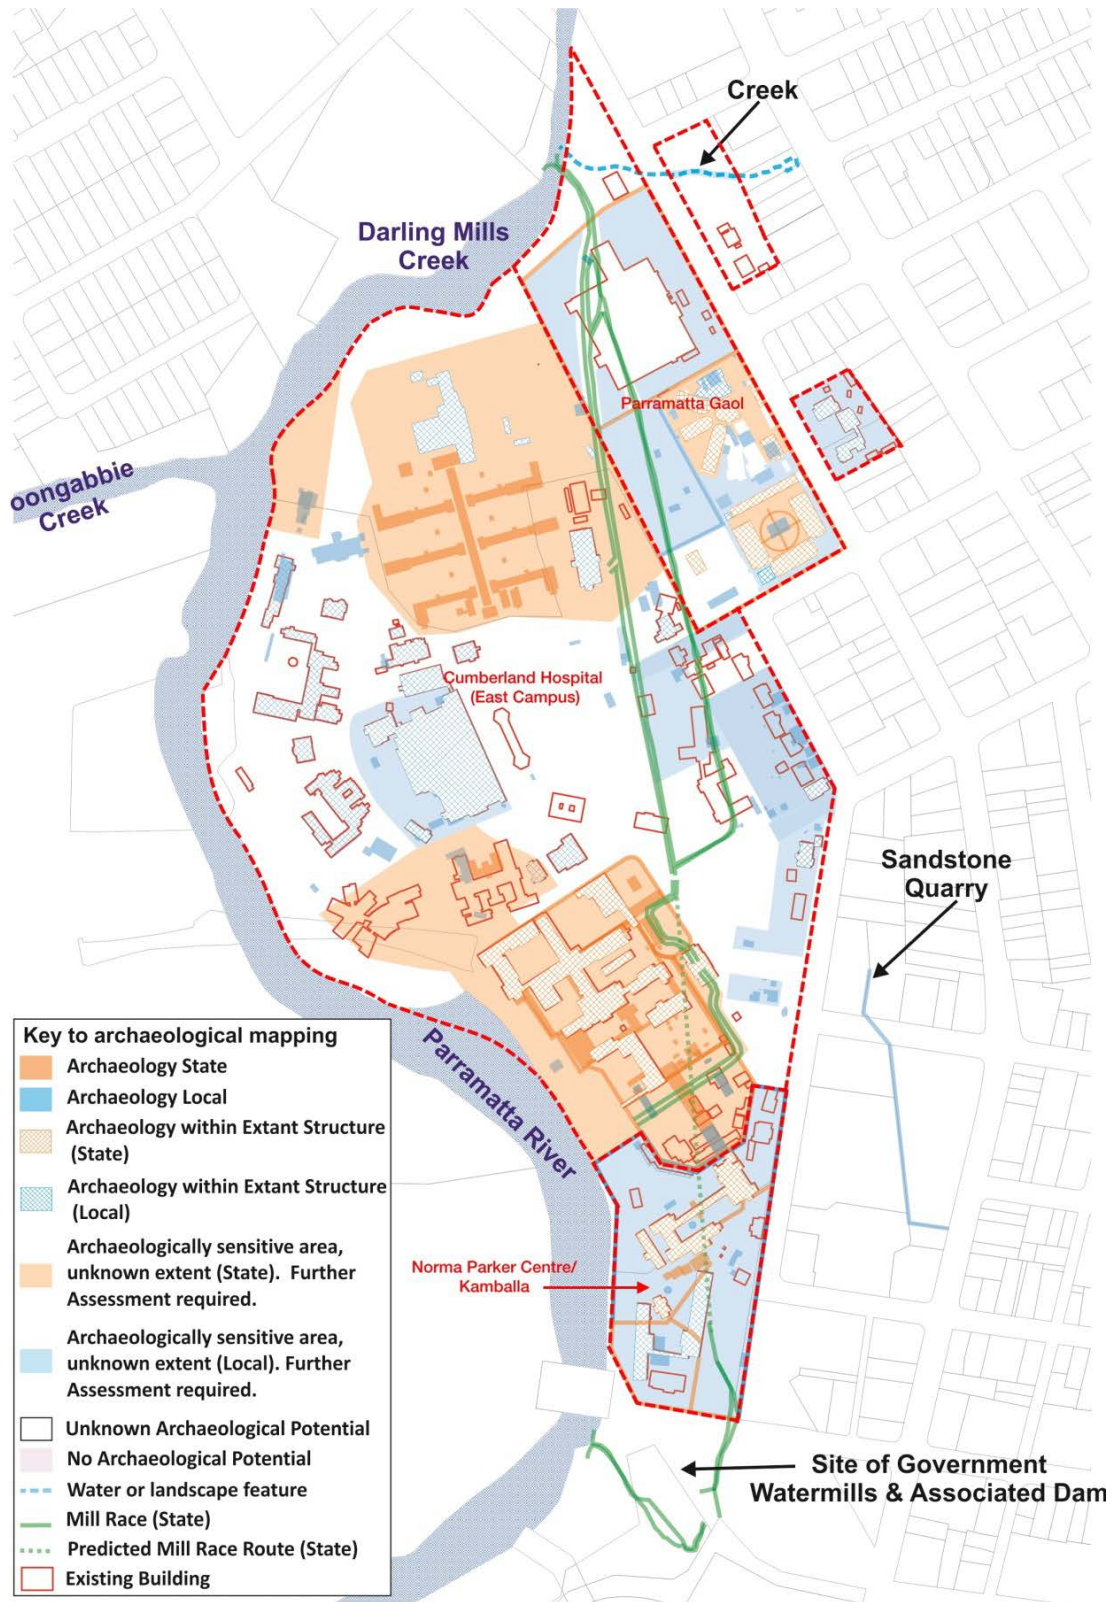 Creek
Darling Mills
Creek
Parramatta Gaol
oongabbie
Creek
Cumberland Hospital
(East Campus)
Sandstone
Quarry
Parramatta River
Norma Parker Centre/
Kamballa
Site of Government
Watermills & Associated Dam
Key to archaeological mapping
Archaeology State
Archaeology Local
Archaeology within Extant Structure
(State)
Archaeology within Extant Structure
(Local)
Archaeologically sensitive area,
unknown extent (State). Further
Assessment required.
Archaeologically sensitive area,
unknown extent (Local). Further
Assessment required.
Unknown Archaeological Potential
No Archaeological Potential
Water or landscape feature
Mill Race (State)
Predicted Mill Race Route (State)
Existing Building